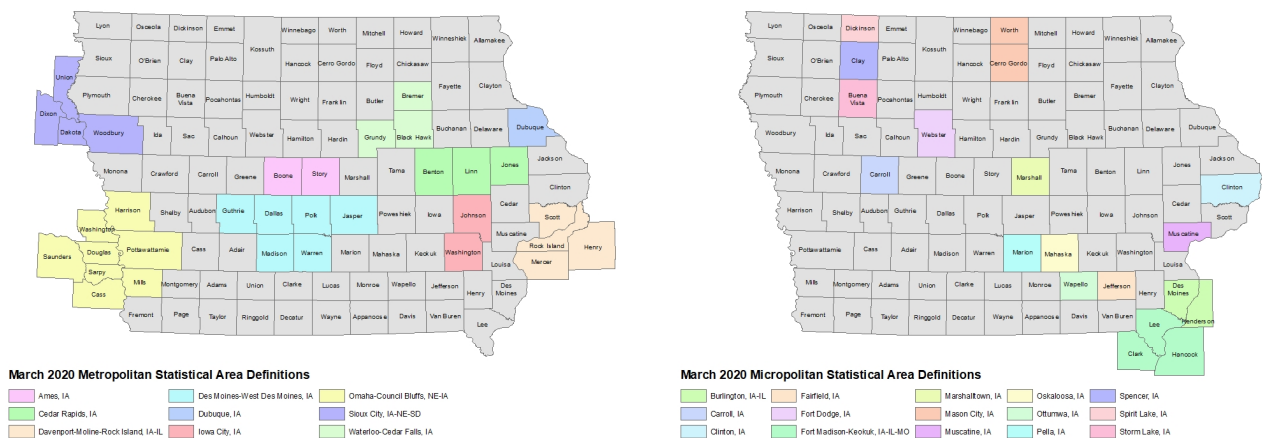 Lyon Osceola Dickinson Emmet Winnebago Worth Mitchell Howard Winneshiek Allamakee
Kossuth
Sioux O'Brien Clay Palo Alto Hancock Cerro Gordo Floyd Chickasaw
Union Fayette Clayton
Plymouth Cherokee Buena Vista Pocahontas Humboldt Wright Franklin Butler Bremer
Dixon Dakota Woodbury Ida Sac Calhoun Webster Hamilton Hardin Grundy Black Hawk Buchanan Delaware Dubuque
Monona Crawford Carroll Greene Boone Story Marshall Tama Benton Linn Jones Jackson
Clinton
Harrison Shelby Audubon Guthrie Dallas Polk Jasper Poweshiek Iowa Johnson Cedar Scott
Washington Muscatine
Saunders Douglas Pottawattamie Cass Adair Madison Warren Marion Mahaska Keokuk Washington Louisa Rock Island Henry
Sarpy Mercer
Cass Mills Montgomery Adams Union Clarke Lucas Monroe Wapello Jefferson Henry Des Moines
Fremont Page Taylor Ringgold Decatur Wayne Appanoose Davis Van Buren Lee
March 2020 Metropolitan Statistical Area Definitions
Ames, IA Des Moines-West Des Moines, IA Omaha-Council Bluffs, NE-IA
Cedar Rapids, IA Dubuque, IA Sioux City, IA-NE-SD
Davenport-Moline-Rock Island, IA-IL Iowa City, IA Waterloo-Cedar Falls, IA
Lyon Osceola Dickinson Emmet Winnebago Worth Mitchell Howard Winneshiek Allamakee
Kossuth
Sioux O'Brien Clay Palo Alto Hancock Cerro Gordo Floyd Chickasaw
Fayette Clayton
Plymouth Cherokee Buena Vista Pocahontas Humboldt Wright Franklin Butler Bremer
Woodbury Ida Sac Calhoun Webster Hamilton Hardin Grundy Black Hawk Buchanan Delaware Dubuque
Monona Crawford Carroll Greene Boone Story Marshall Tama Benton Linn Jones Jackson
Clinton
Harrison Shelby Audubon Guthrie Dallas Polk Jasper Poweshiek Iowa Johnson Cedar Scott
Muscatine
Pottawattamie Cass Adair Madison Warren Marion Mahaska Keokuk Washington Louisa
Mills Montgomery Adams Union Clarke Lucas Monroe Wapello Jefferson Henry Des Moines
Fremont Page Taylor Ringgold Decatur Wayne Appanoose Davis Van Buren Lee Henderson
Clark Hancock
March 2020 Micropolitan Statistical Area Definitions
Burlington, IA-IL Fairfield, IA Marshalltown, IA Oskaloosa, IA Spencer, IA
Carroll, IA Fort Dodge, IA Mason City, IA Ottumwa, IA Spirit Lake, IA
Clinton, IA Fort Madison-Keokuk, IA-IL-MO Muscatine, IA Pella, IA Storm Lake, IA